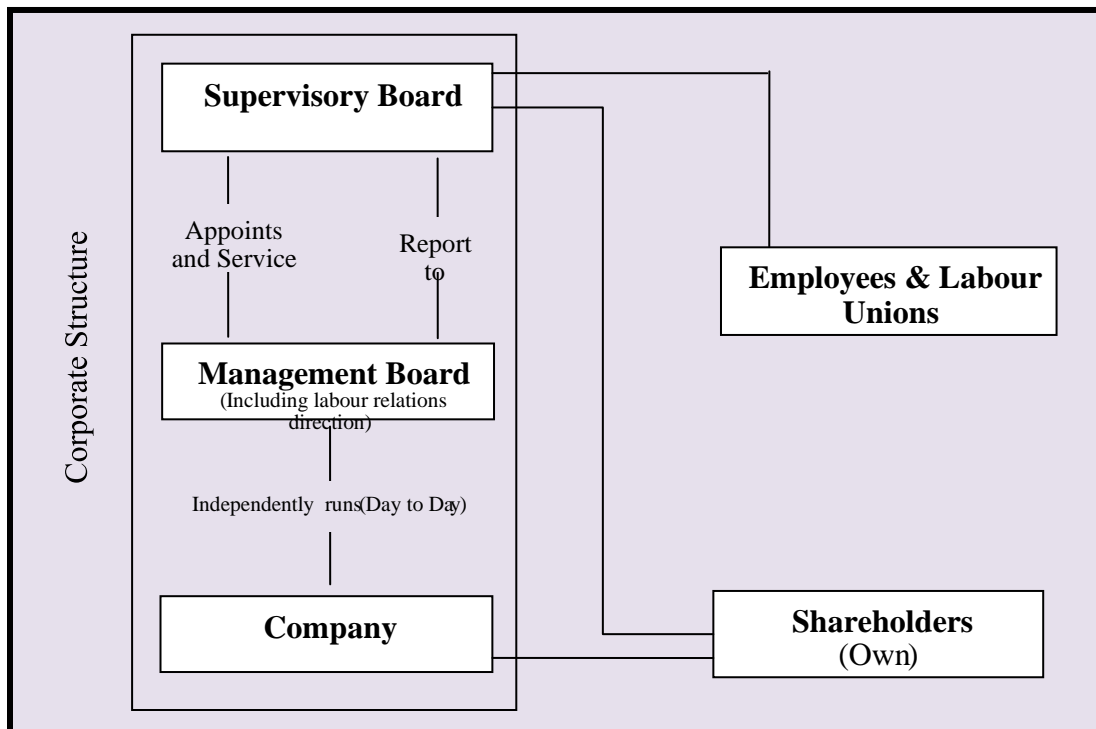 Supervisory Board
Appoints
and Service
Report
to
Employees & Labour
Unions
Corporate Structure
Management Board
(Including labour relations
direction)
Independently runs(Day to Day)
Company
Shareholders
(Own)